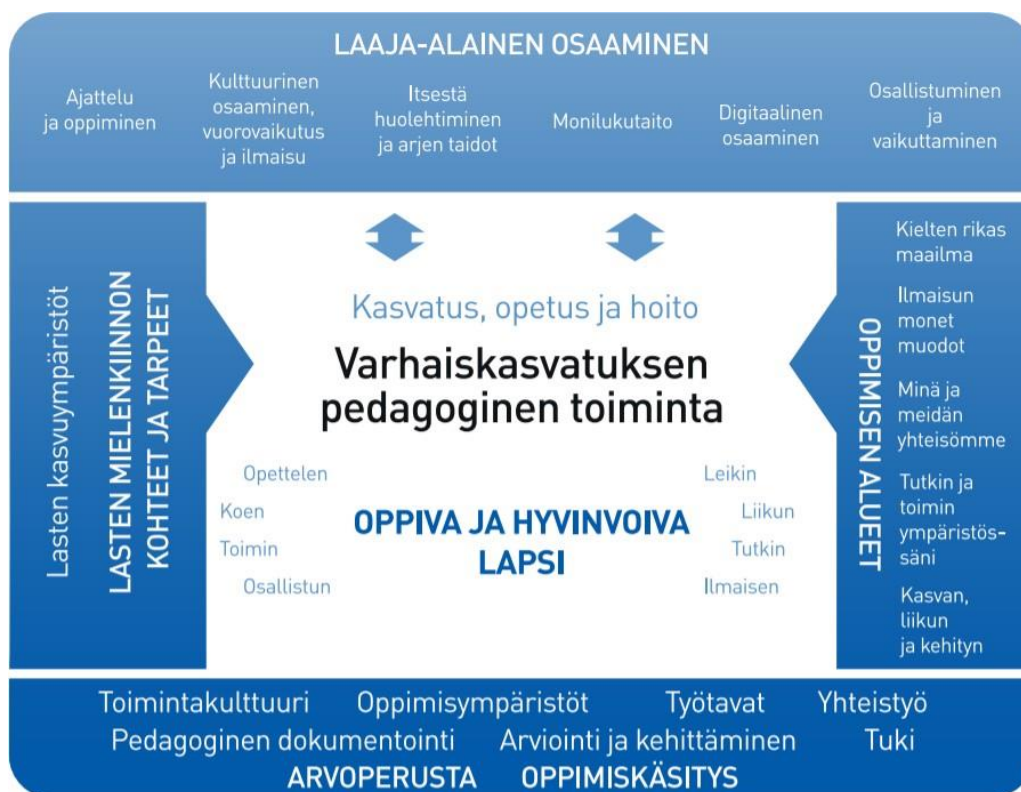 LAAJA-ALAINEN OSAAMINEN
Ajattelu
ja oppiminen
Kulttuurinen
osaaminen,
vuorovaikutus
ja ilmaisu
Itsestä
huolehtiminen
ja arjen taidot
Monilukutaito
Digitaalinen
osaaminen
Osallistuminen
ja
vaikuttaminen
Lasten kasvuympäristöt
LASTEN MIELENKIINNON
KOHTEET JA TARPEET
Kasvatus, opetus ja hoito
Varhaiskasvatuksen
pedagoginen toiminta
Opettelen
Koen
Toimin
Osallistun
OPPIVA JA HYVINVOIVA
LAPSI
Leikin
Liikun
Tutkin
Ilmaisen
OPPIMISEN ALUEET
Kielten rikas
maailma
Ilmaisun
monet
muodot
Minä ja
meidän
yhteisömme
Tutkin ja
toimin
ympäristös-
säni
Kasvan,
liikun
ja kehityn
Toimintakulttuuri Oppimisympäristöt Työtavat Yhteistyö
Pedagoginen dokumentointi Arviointi ja kehittäminen Tuki
ARVOPERUSTA OPPIMISKÄSITYS